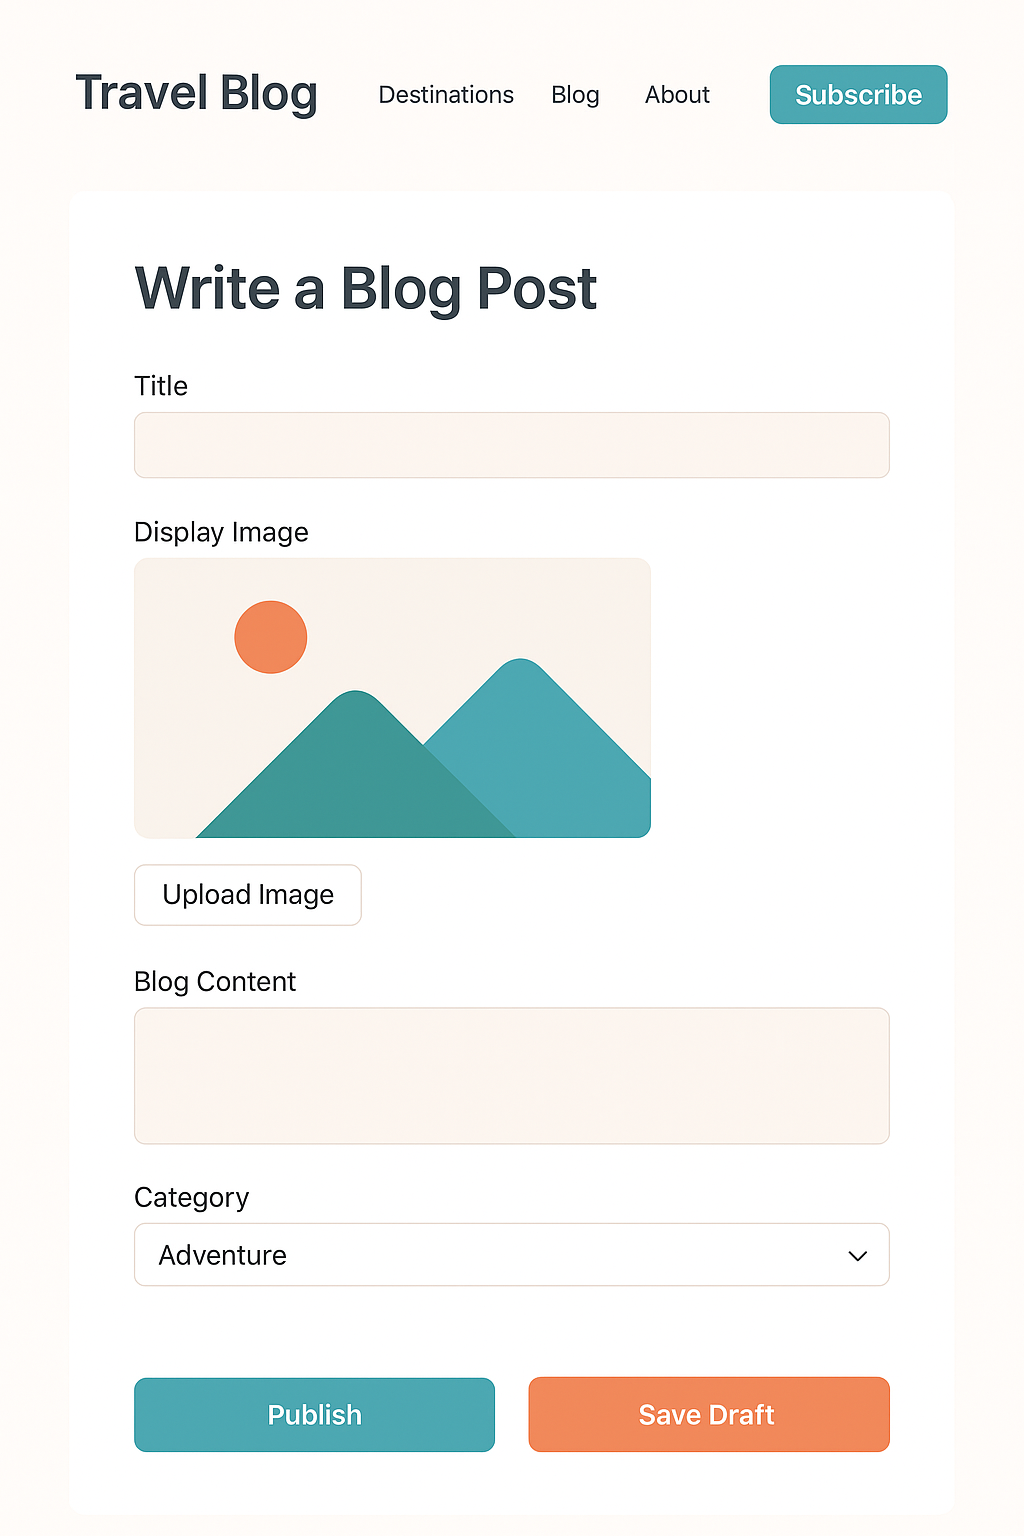 Travel Blog Destinations Blog About Subscribe
Write a Blog Post
Title
Display Image
Upload Image
Blog Content
Category
Adventure
Publish Save Draft